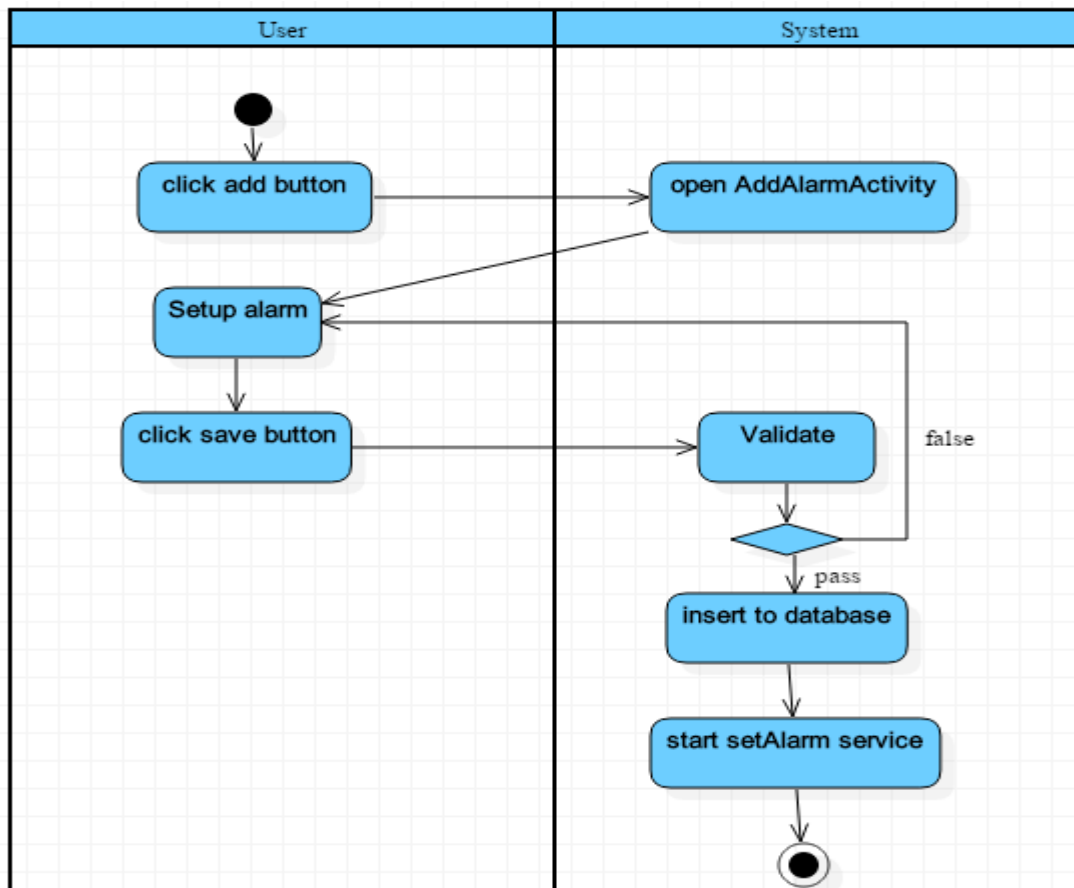 User
System
click add button
open AddAlarmActivity
Setup alarm
click save button
Validate
false
pass
insert to database
start setAlarm service